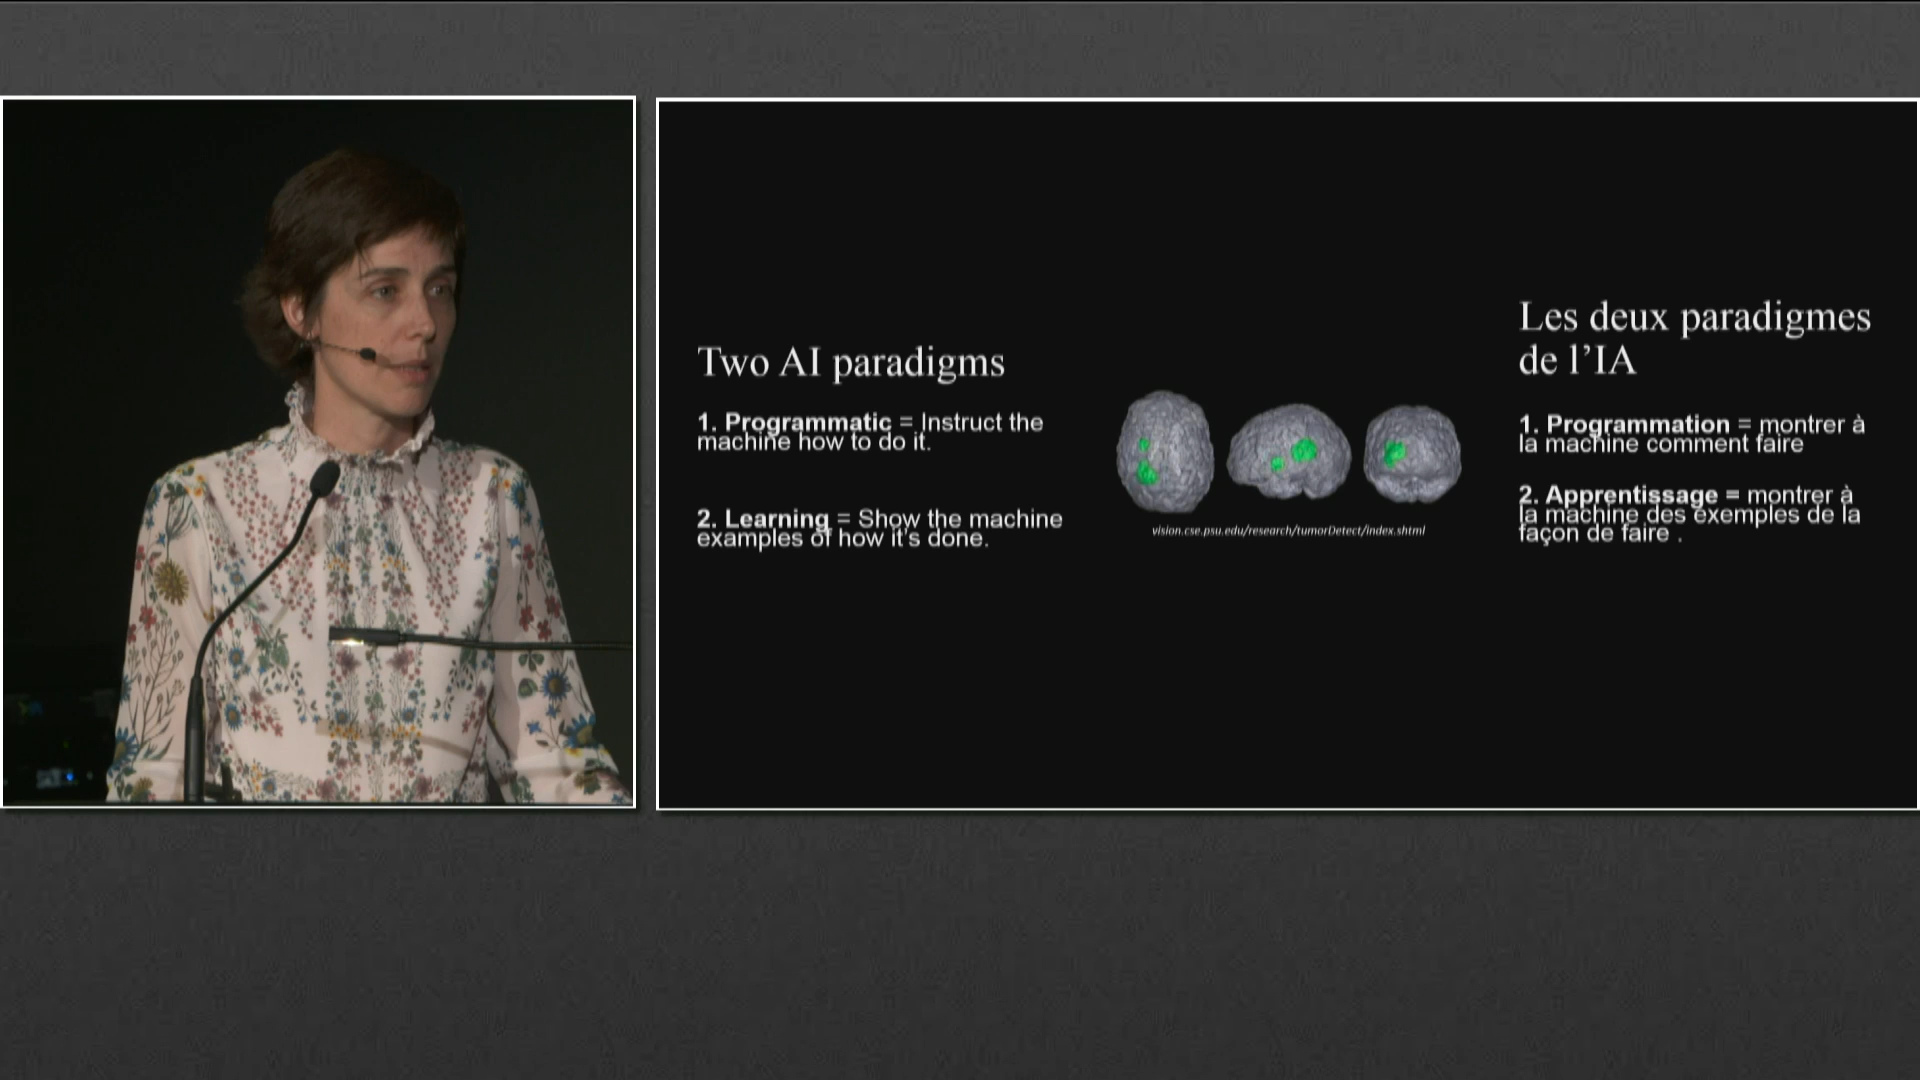 Two AI paradigms
1. Programmatic = Instruct the
machine how to do it.
2. Learning = Show the machine
examples of how it's done.
vision.cse.psu.edu/research/tumorDetect/index.shtml
Les deux paradigmes
de l’IA
1. Programmation = montrer à
la machine comment faire
2. Apprentissage = montrer à
la machine des exemples de la
façon de faire .